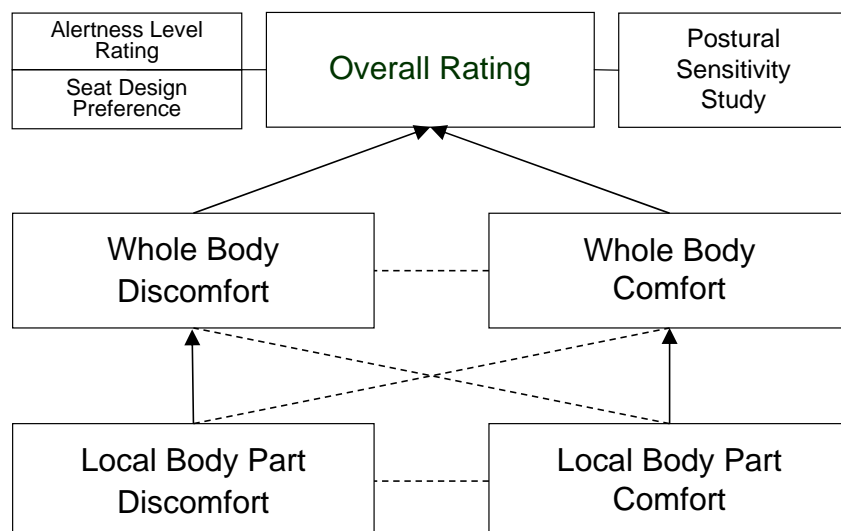 Alertness Level
Rating
Seat Design
Preference
Overall Rating
Postural
Sensitivity
Study
Whole Body
Discomfort
Whole Body
Comfort
Local Body Part
Discomfort
Local Body Part
Comfort